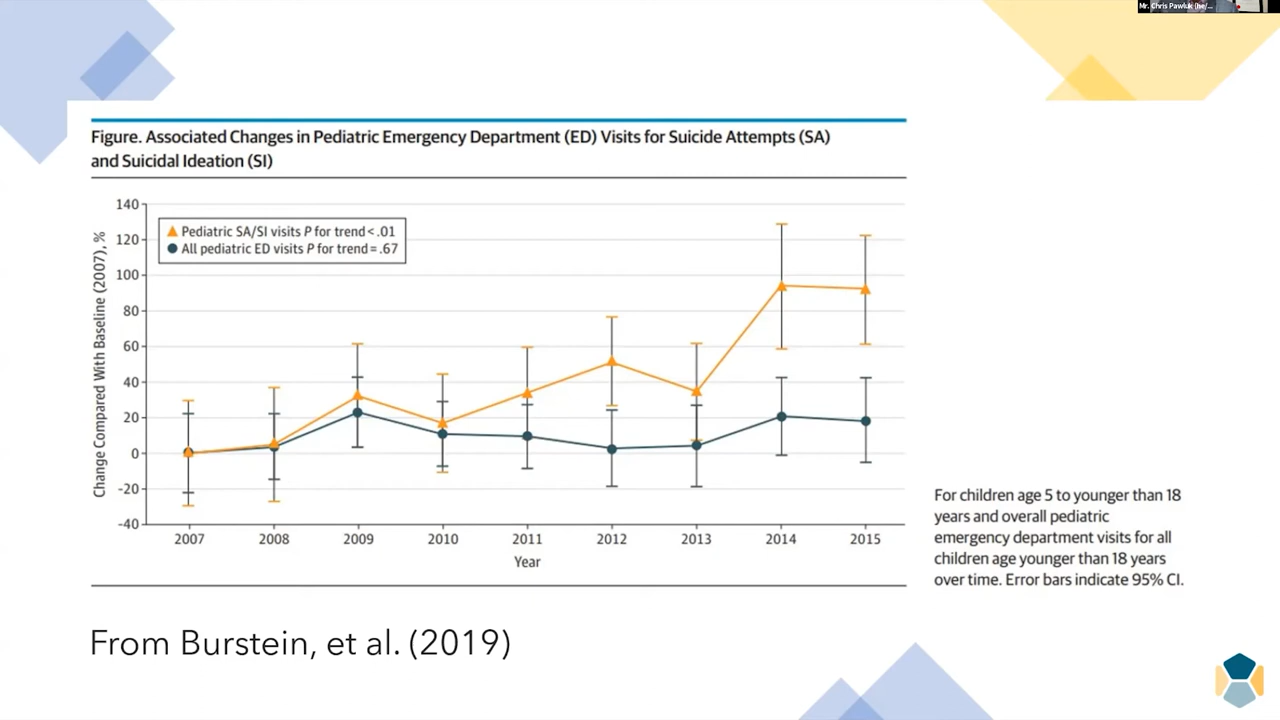 Mr. Chris Pawluk (he/...
Figure. Associated Changes in Pediatric Emergency Department (ED) Visits for Suicide Attempts (SA)
and Suicidal Ideation (SI)
140
120
100
80
60
40
20
0
-20
-40
Change Compared With Baseline (2007), %
Pediatric SA/SI visits P for trend < .01
All pediatric ED visits P for trend = .67
2007 2008 2009 2010 2011 2012 2013 2014 2015
Year
For children age 5 to younger than 18
years and overall pediatric
emergency department visits for all
children age younger than 18 years
over time. Error bars indicate 95% CI.
From Burstein, et al. (2019)